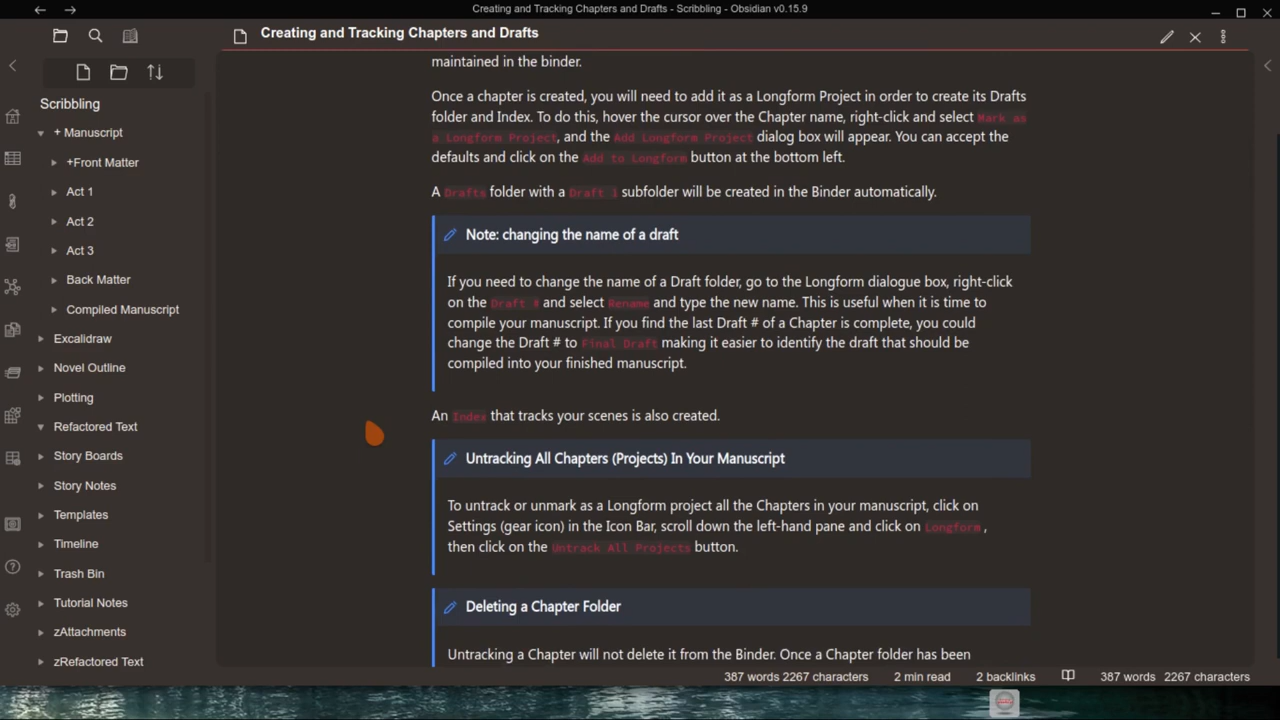 Creating and Tracking Chapters and Drafts - Scribbling - Obsidian v0.15.9
Creating and Tracking Chapters and Drafts
Scribbling
+ Manuscript
+Front Matter
Act 1
Act 2
Act 3
Back Matter
Compiled Manuscript
Excalidraw
Novel Outline
Plotting
Refactored Text
Story Boards
Story Notes
Templates
Timeline
Trash Bin
Tutorial Notes
zAttachments
zRefactored Text
maintained in the binder.
Once a chapter is created, you will need to add it as a Longform Project in order to create its Drafts
folder and Index. To do this, hover the cursor over the Chapter name, right-click and select Mark as
a Longform Project, and the Add Longform Project dialog box will appear. You can accept the
defaults and click on the Add to Longform button at the bottom left.
A Drafts folder with a Draft 1 subfolder will be created in the Binder automatically.
Note: changing the name of a draft
If you need to change the name of a Draft folder, go to the Longform dialogue box, right-click
on the Draft # and select Rename and type the new name. This is useful when it is time to
compile your manuscript. If you find the last Draft # of a Chapter is complete, you could
change the Draft # to Final Draft making it easier to identify the draft that should be
compiled into your finished manuscript.
An Index that tracks your scenes is also created.
Untracking All Chapters (Projects) In Your Manuscript
To untrack or unmark as a Longform project all the Chapters in your manuscript, click on
Settings (gear icon) in the Icon Bar, scroll down the left-hand pane and click on Longform ,
then click on the Untrack All Projects button.
Deleting a Chapter Folder
Untracking a Chapter will not delete it from the Binder. Once a Chapter folder has been
387 words 2267 characters
2 min read
2 backlinks
387 words
2267 characters